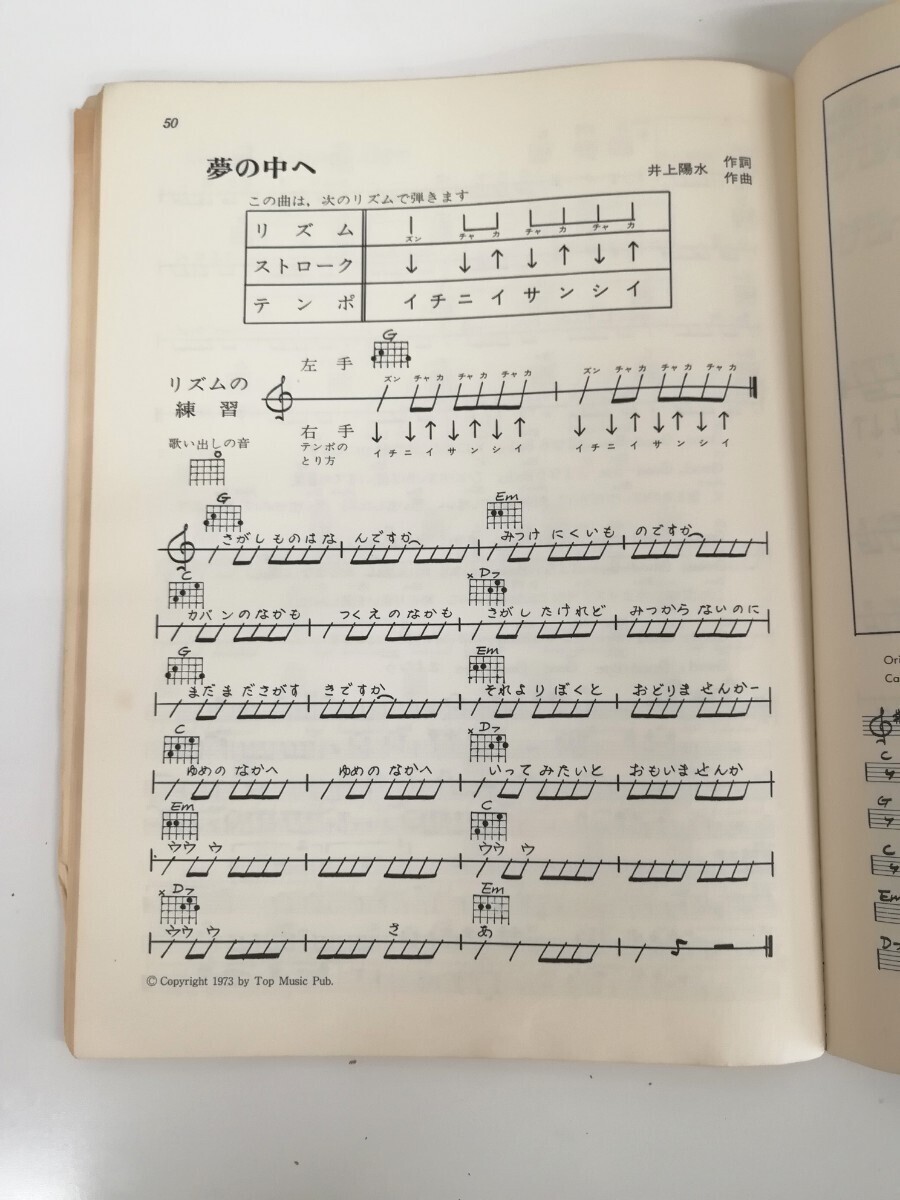 50
夢の中へ
井上陽水 作詞
作曲
この曲は，次のリズムで弾きます
リズム ズン チャ カ チャ カ チャ カ
ストローク ↓ ↓ ↑ ↓ ↑ ↓ ↑
テンポ イ チ ニ イ サ ン シ イ
G
左手
ズン チャ カ チャ カ チャ カ ズン チャ カ チャ カ チャ カ
リズムの
練習
右手 ↓ ↓ ↑ ↓ ↑ ↓ ↑ ↓ ↓ ↑ ↓ ↑ ↓ ↑
テンポの
とり方
イ チ ニ イ サ ン シ イ イ チ ニ イ サ ン シ イ
歌い出しの音
G Em
さがしものはな んですか みつけ にくいも のですか
C ×D7
カバンのなかも つくえのなかも さがし たけれど みつから ないのに
G Em
まだま ださがす きですか それより ぼくと おどりま せんかー
C ×D7
ゆめの なかへ ゆめの なかへ いって みたいと おもいま せんか
Em C
ウウ ウ ウウ ウ
×D7 Em
ウウ ウ さ あ
© Copyright 1973 by Top Music Pub.
Ori
Ca
C
G
C
Em
D7